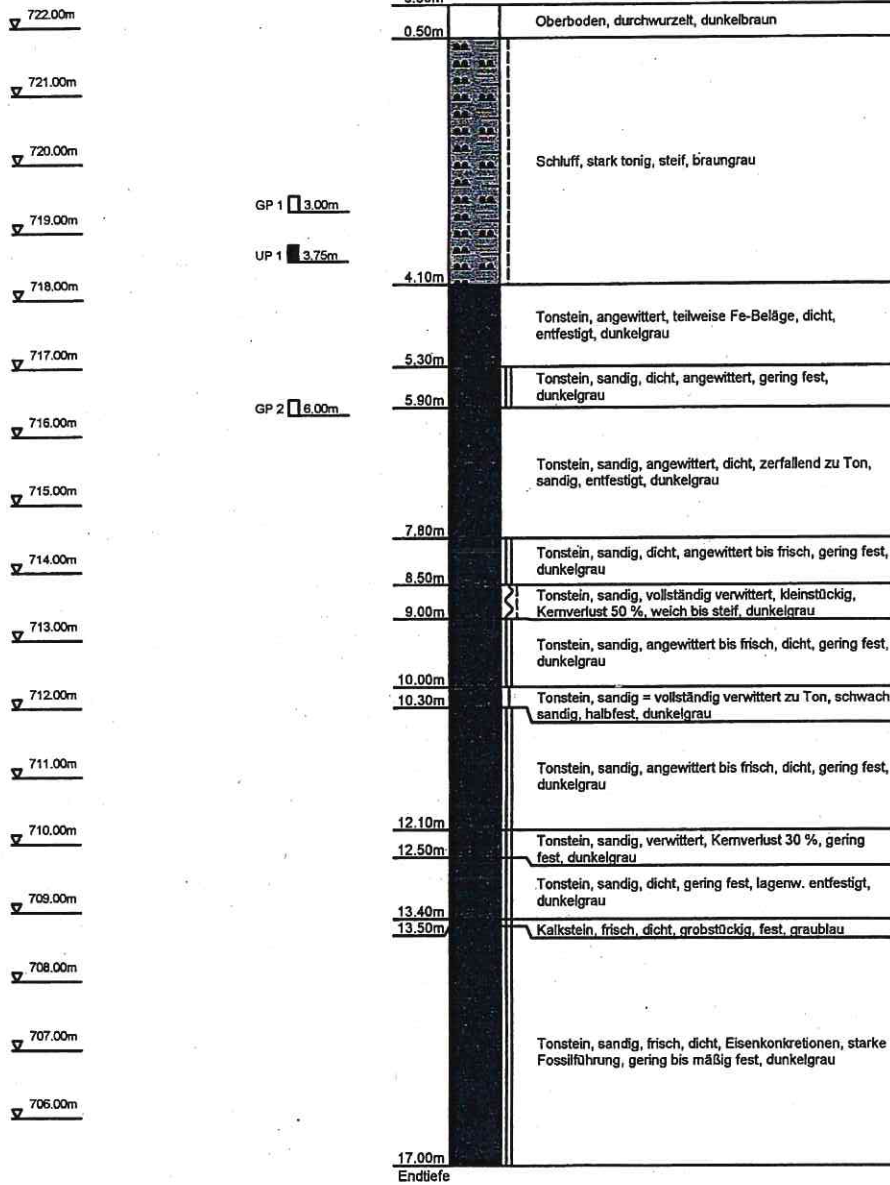 722.00m
0.50m
Oberboden, durchwurzelt, dunkelbraun
721.00m
720.00m
Schluff, stark tonig, steif, braungrau
GP 1 3.00m
719.00m
UP 1 3.75m
4.10m
718.00m
Tonstein, angewittert, teilweise Fe-Beläge, dicht,
entfestigt, dunkelgrau
717.00m
5.30m
Tonstein, sandig, dicht, angewittert, gering fest,
dunkelgrau
GP 2 6.00m
5.90m
716.00m
Tonstein, sandig, angewittert, dicht, zerfallend zu Ton,
sandig, entfestigt, dunkelgrau
715.00m
7.80m
714.00m
Tonstein, sandig, dicht, angewittert bis frisch, gering fest,
dunkelgrau
8.50m
Tonstein, sandig, vollständig verwittert, kleinstückig,
Kernverlust 50 %, weich bis steif, dunkelgrau
9.00m
713.00m
Tonstein, sandig, angewittert bis frisch, dicht, gering fest,
dunkelgrau
10.00m
712.00m
10.30m
Tonstein, sandig = vollständig verwittert zu Ton, schwach
sandig, halbfest, dunkelgrau
711.00m
Tonstein, sandig, angewittert bis frisch, dicht, gering fest,
dunkelgrau
12.10m
710.00m
Tonstein, sandig, verwittert, Kernverlust 30 %, gering
fest, dunkelgrau
12.50m
Tonstein, sandig, dicht, gering fest, lagenw. entfestigt,
dunkelgrau
709.00m
13.40m
13.50m
Kalkstein, frisch, dicht, grobstückig, fest, graublau
708.00m
707.00m
Tonstein, sandig, frisch, dicht, Eisenkonkretionen, starke
Fossilführung, gering bis mäßig fest, dunkelgrau
706.00m
17.00m
Endtiefe